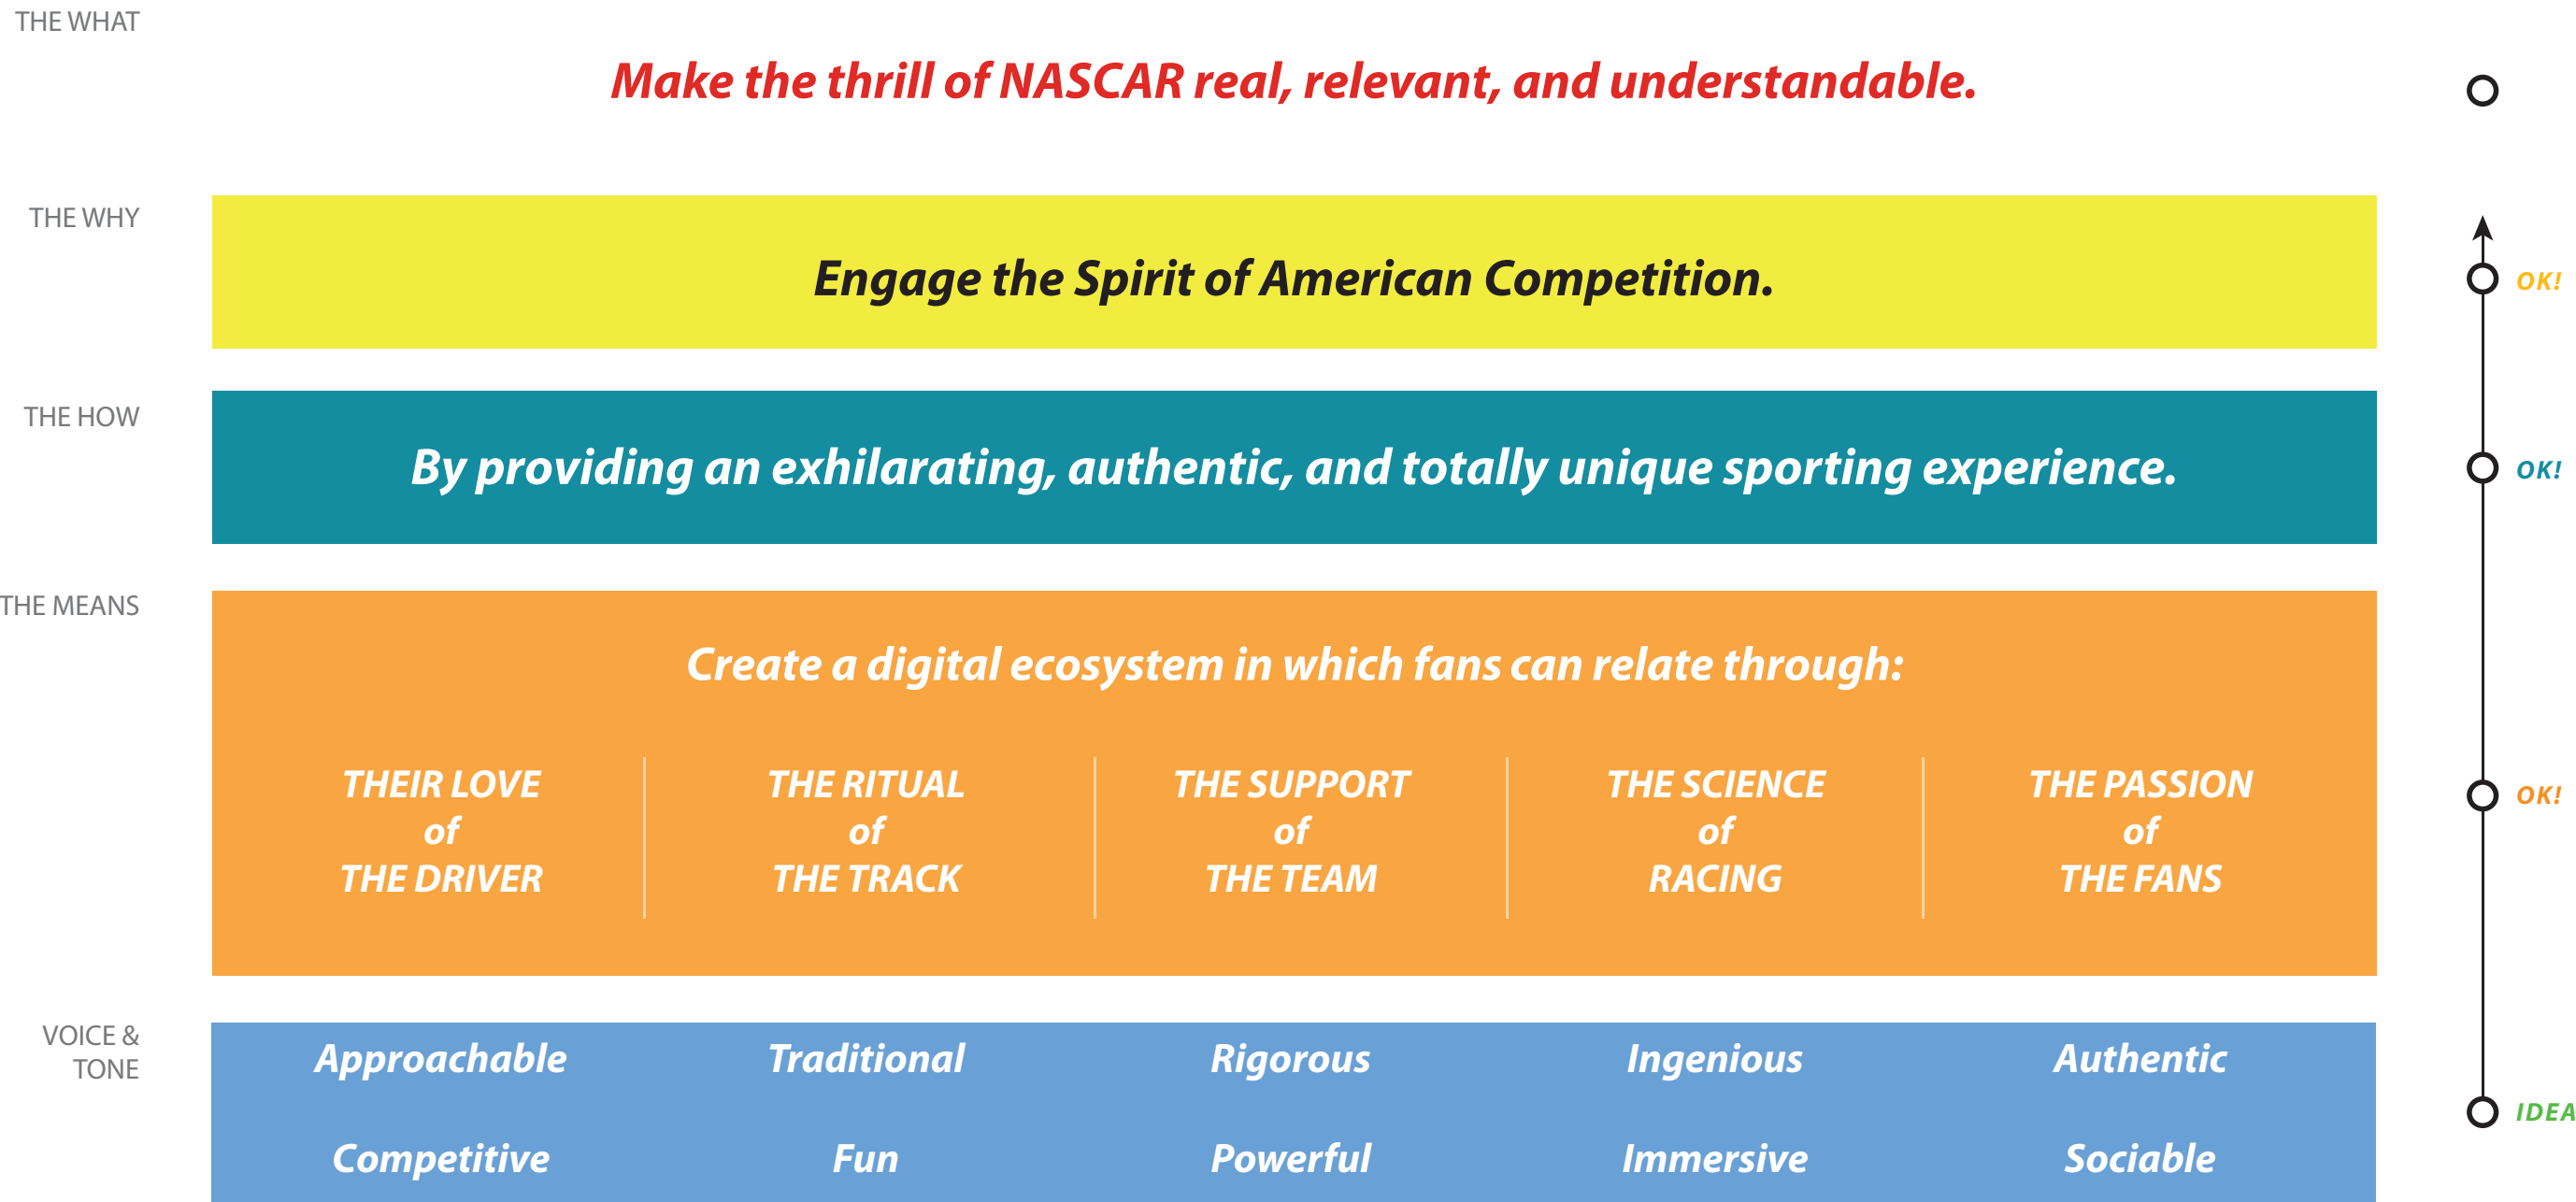 THE WHAT
Make the thrill of NASCAR real, relevant, and understandable.
THE WHY
Engage the Spirit of American Competition.
OK!
THE HOW
By providing an exhilarating, authentic, and totally unique sporting experience.
OK!
THE MEANS
Create a digital ecosystem in which fans can relate through:
THEIR LOVE
of
THE DRIVER
THE RITUAL
of
THE TRACK
THE SUPPORT
of
THE TEAM
THE SCIENCE
of
RACING
THE PASSION
of
THE FANS
OK!
VOICE &
TONE
Approachable
Traditional
Rigorous
Ingenious
Authentic
Competitive
Fun
Powerful
Immersive
Sociable
IDEA